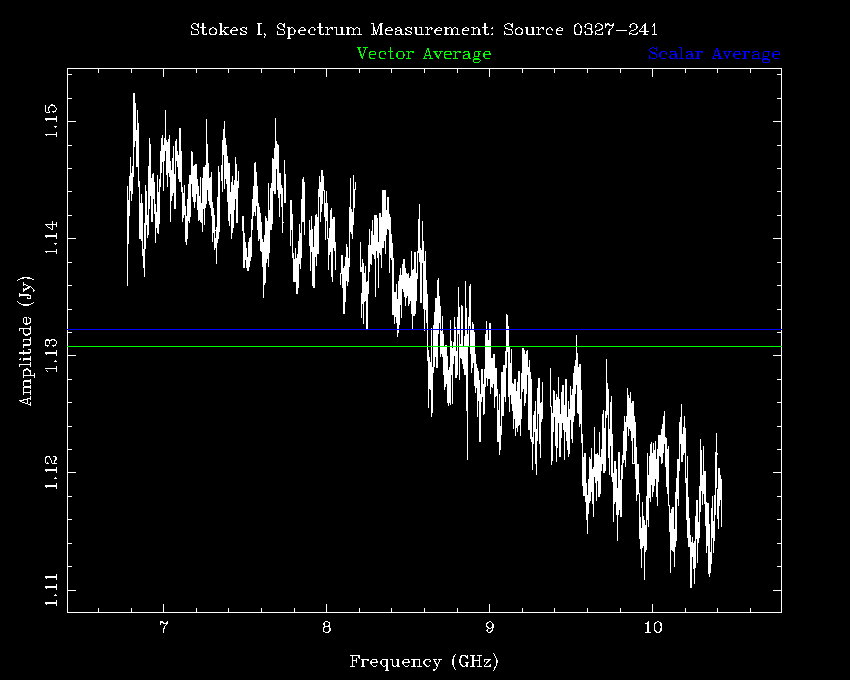 Stokes I, Spectrum Measurement: Source 0327-241
Vector Average Scalar Average
1.15
1.14
1.13
1.12
1.11
Amplitude (Jy)
7 8 9 10
Frequency (GHz)